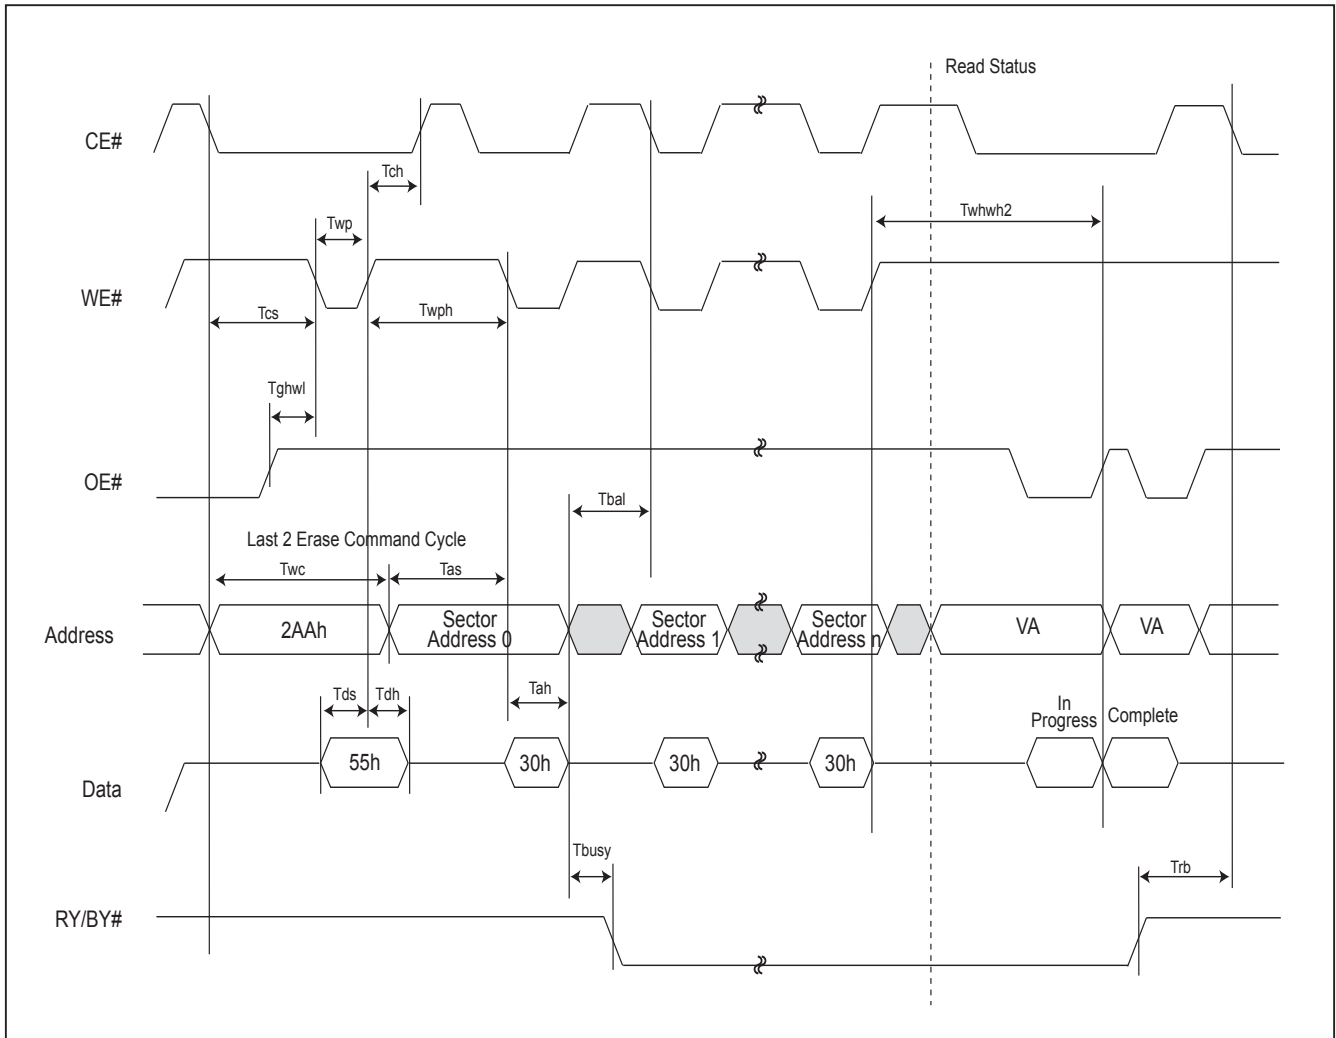 Read Status
CE#
Tch
Twhwh2
Twp
WE#
Tcs
Twph
Tghwl
OE#
Tbal
Last 2 Erase Command Cycle
Twc
Tas
Address
2AAh
Sector
Address 0
Sector
Address 1
Sector
Address n
VA
VA
Tds
Tdh
Tah
In
Progress
Complete
55h
30h
30h
30h
Data
Tbusy
Trb
RY/BY#